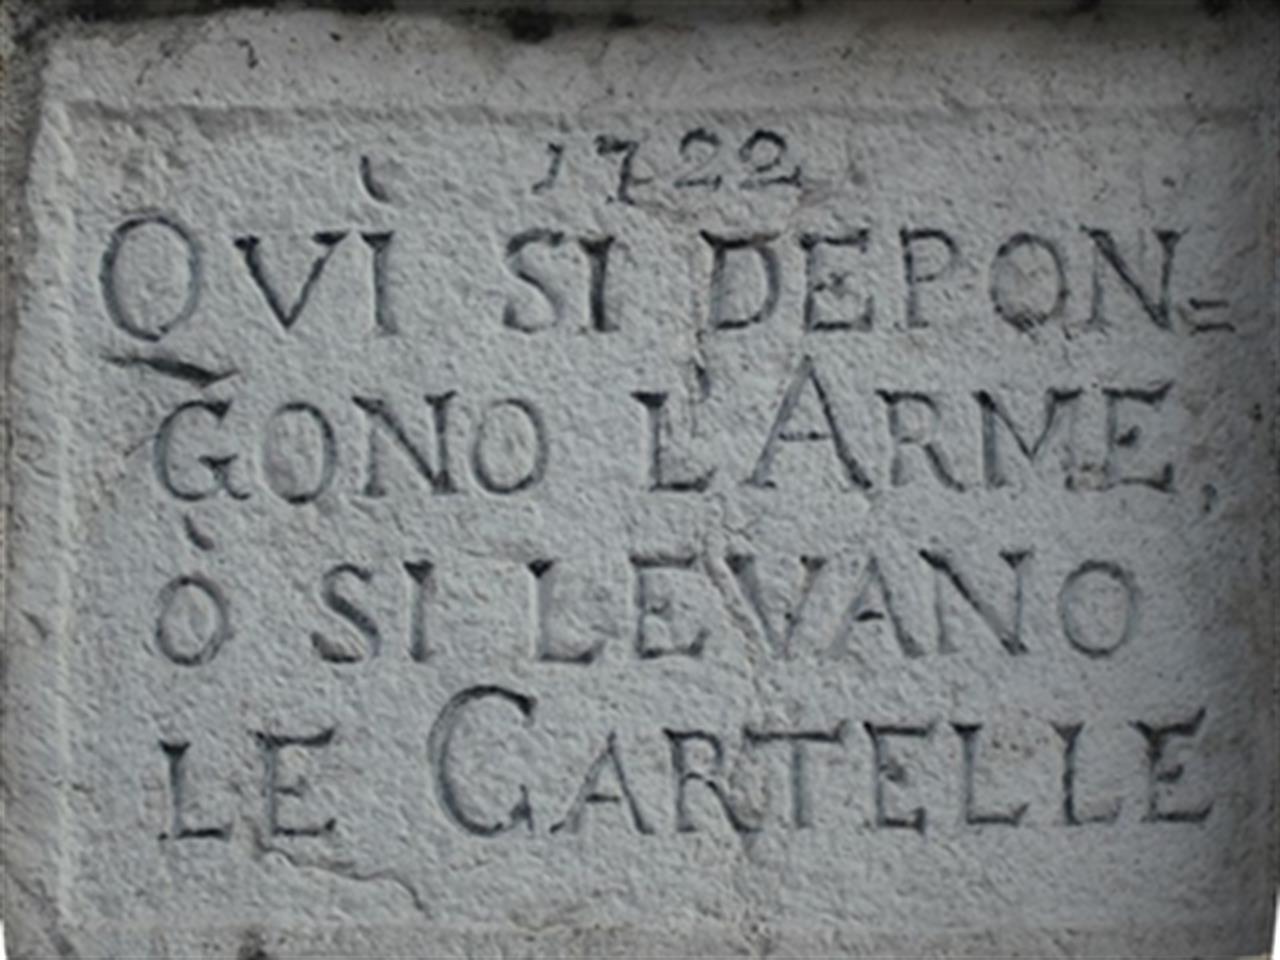 1722
QVÌ SI DEPON=
GONO L'ARME,
Ò SI LEVANO
LE CARTELLE